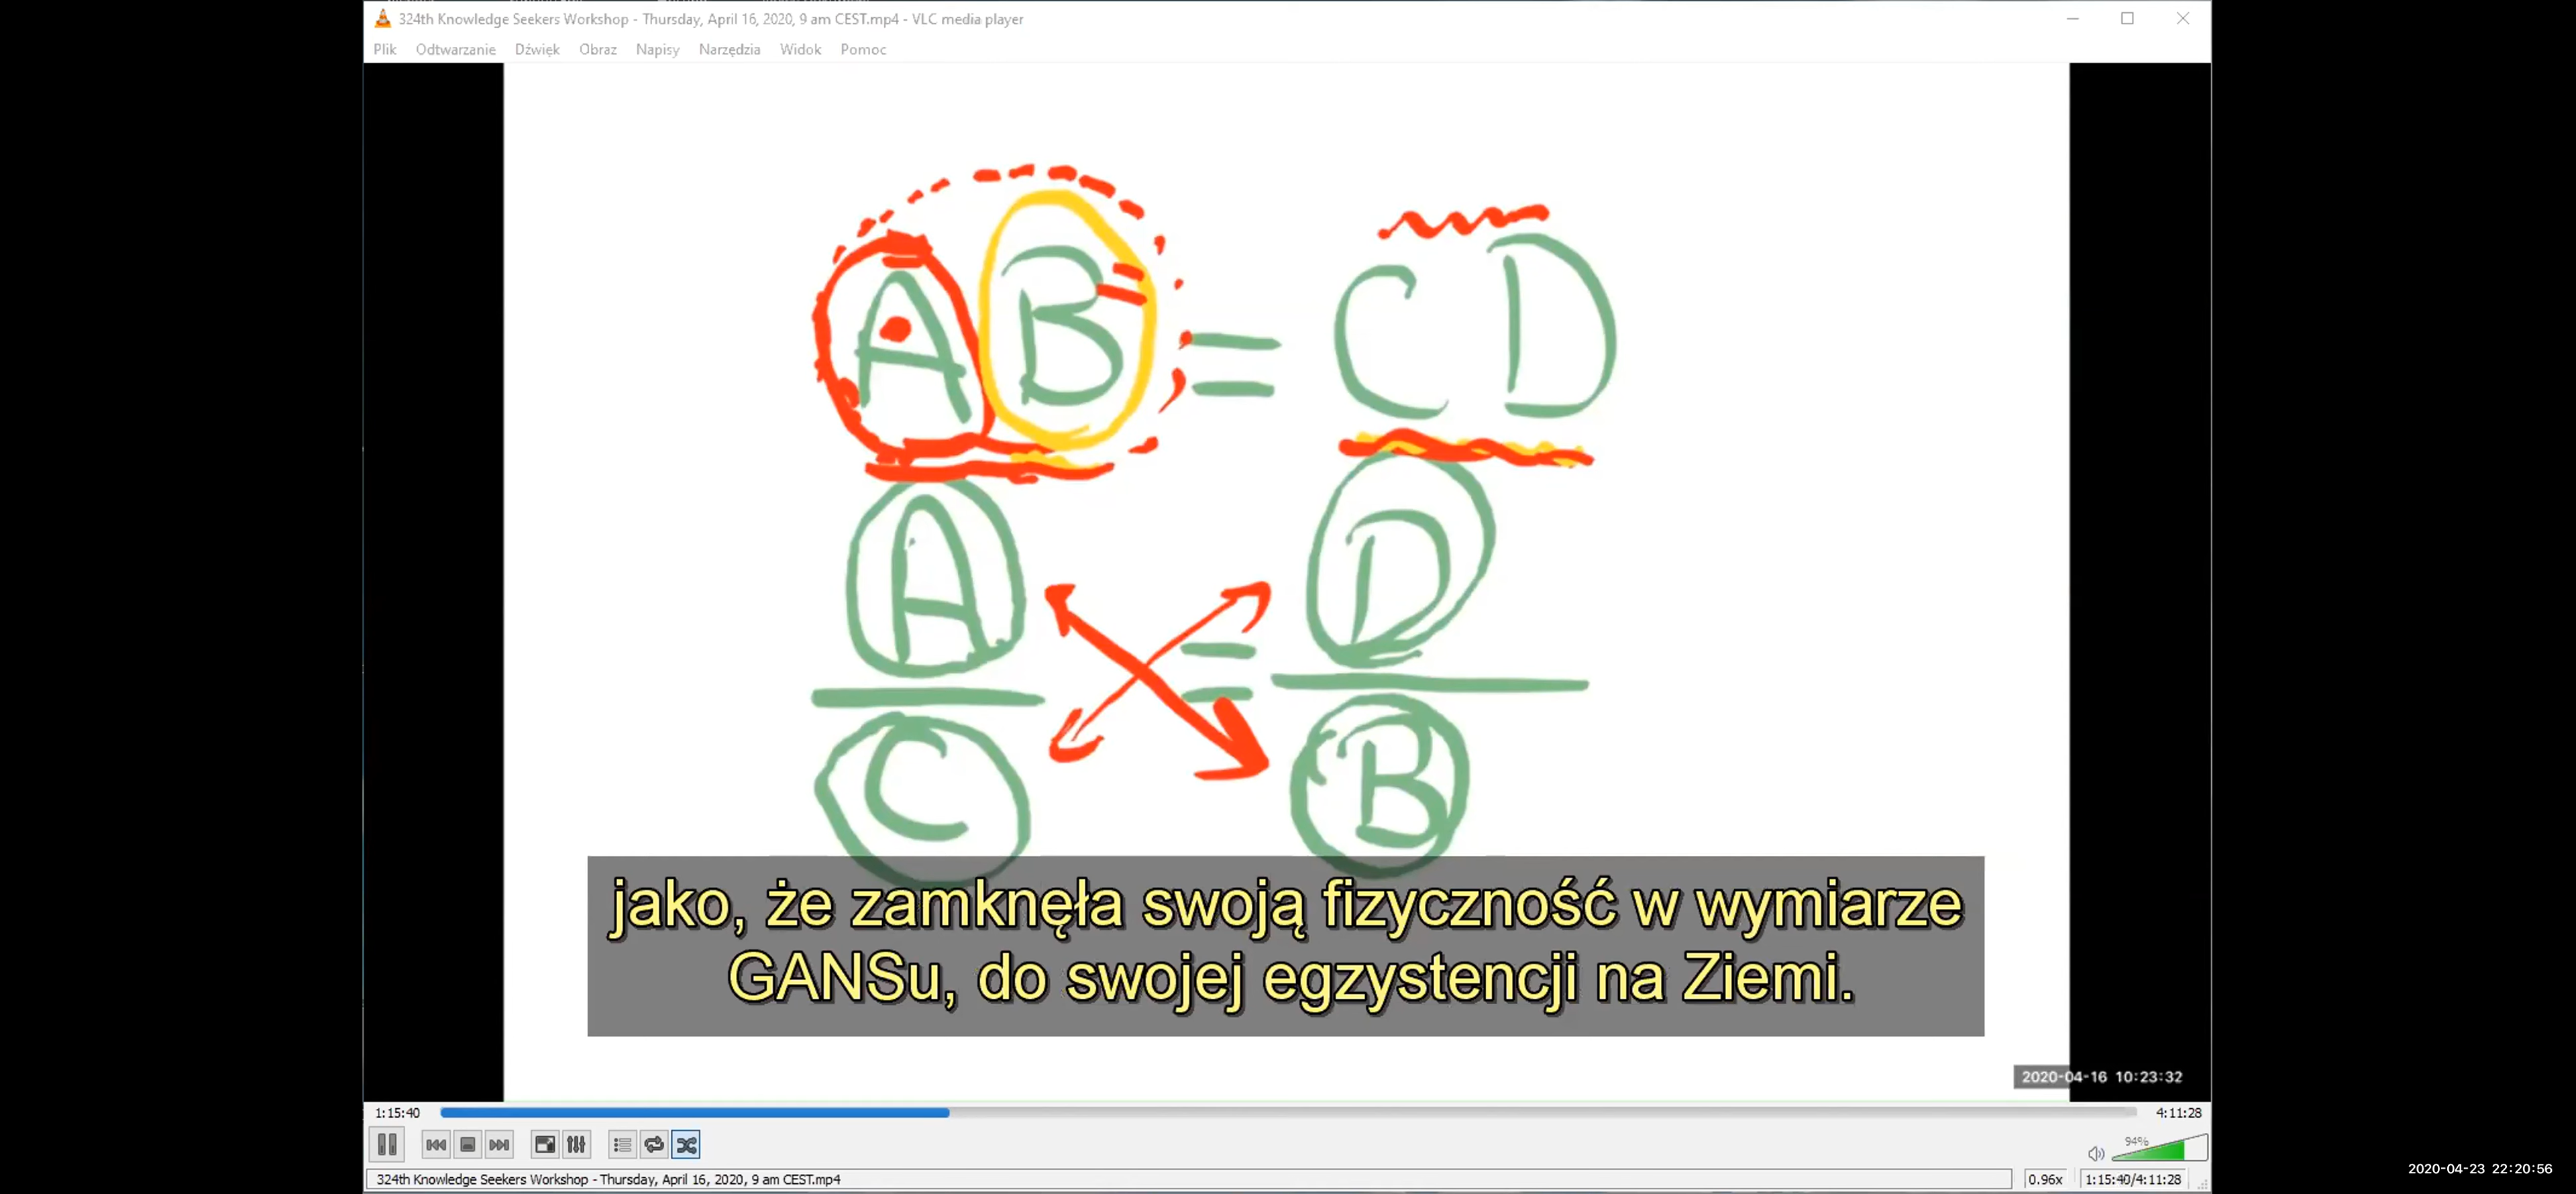 324th Knowledge Seekers Workshop - Thursday, April 16, 2020, 9 am CEST.mp4 - VLC media player
Plik Odtwarzanie Dźwięk Obraz Napisy Narzędzia Widok Pomoc
AB = CD
A D
=
C B
jako, że zamknęła swoją fizyczność w wymiarze
GANSu, do swojej egzystencji na Ziemi.
2020-04-16 10:23:32
1:15:40 4:11:28
94%
2020-04-23 22:20:56
324th Knowledge Seekers Workshop - Thursday, April 16, 2020, 9 am CEST.mp4 0.96x 1:15:40/4:11:28